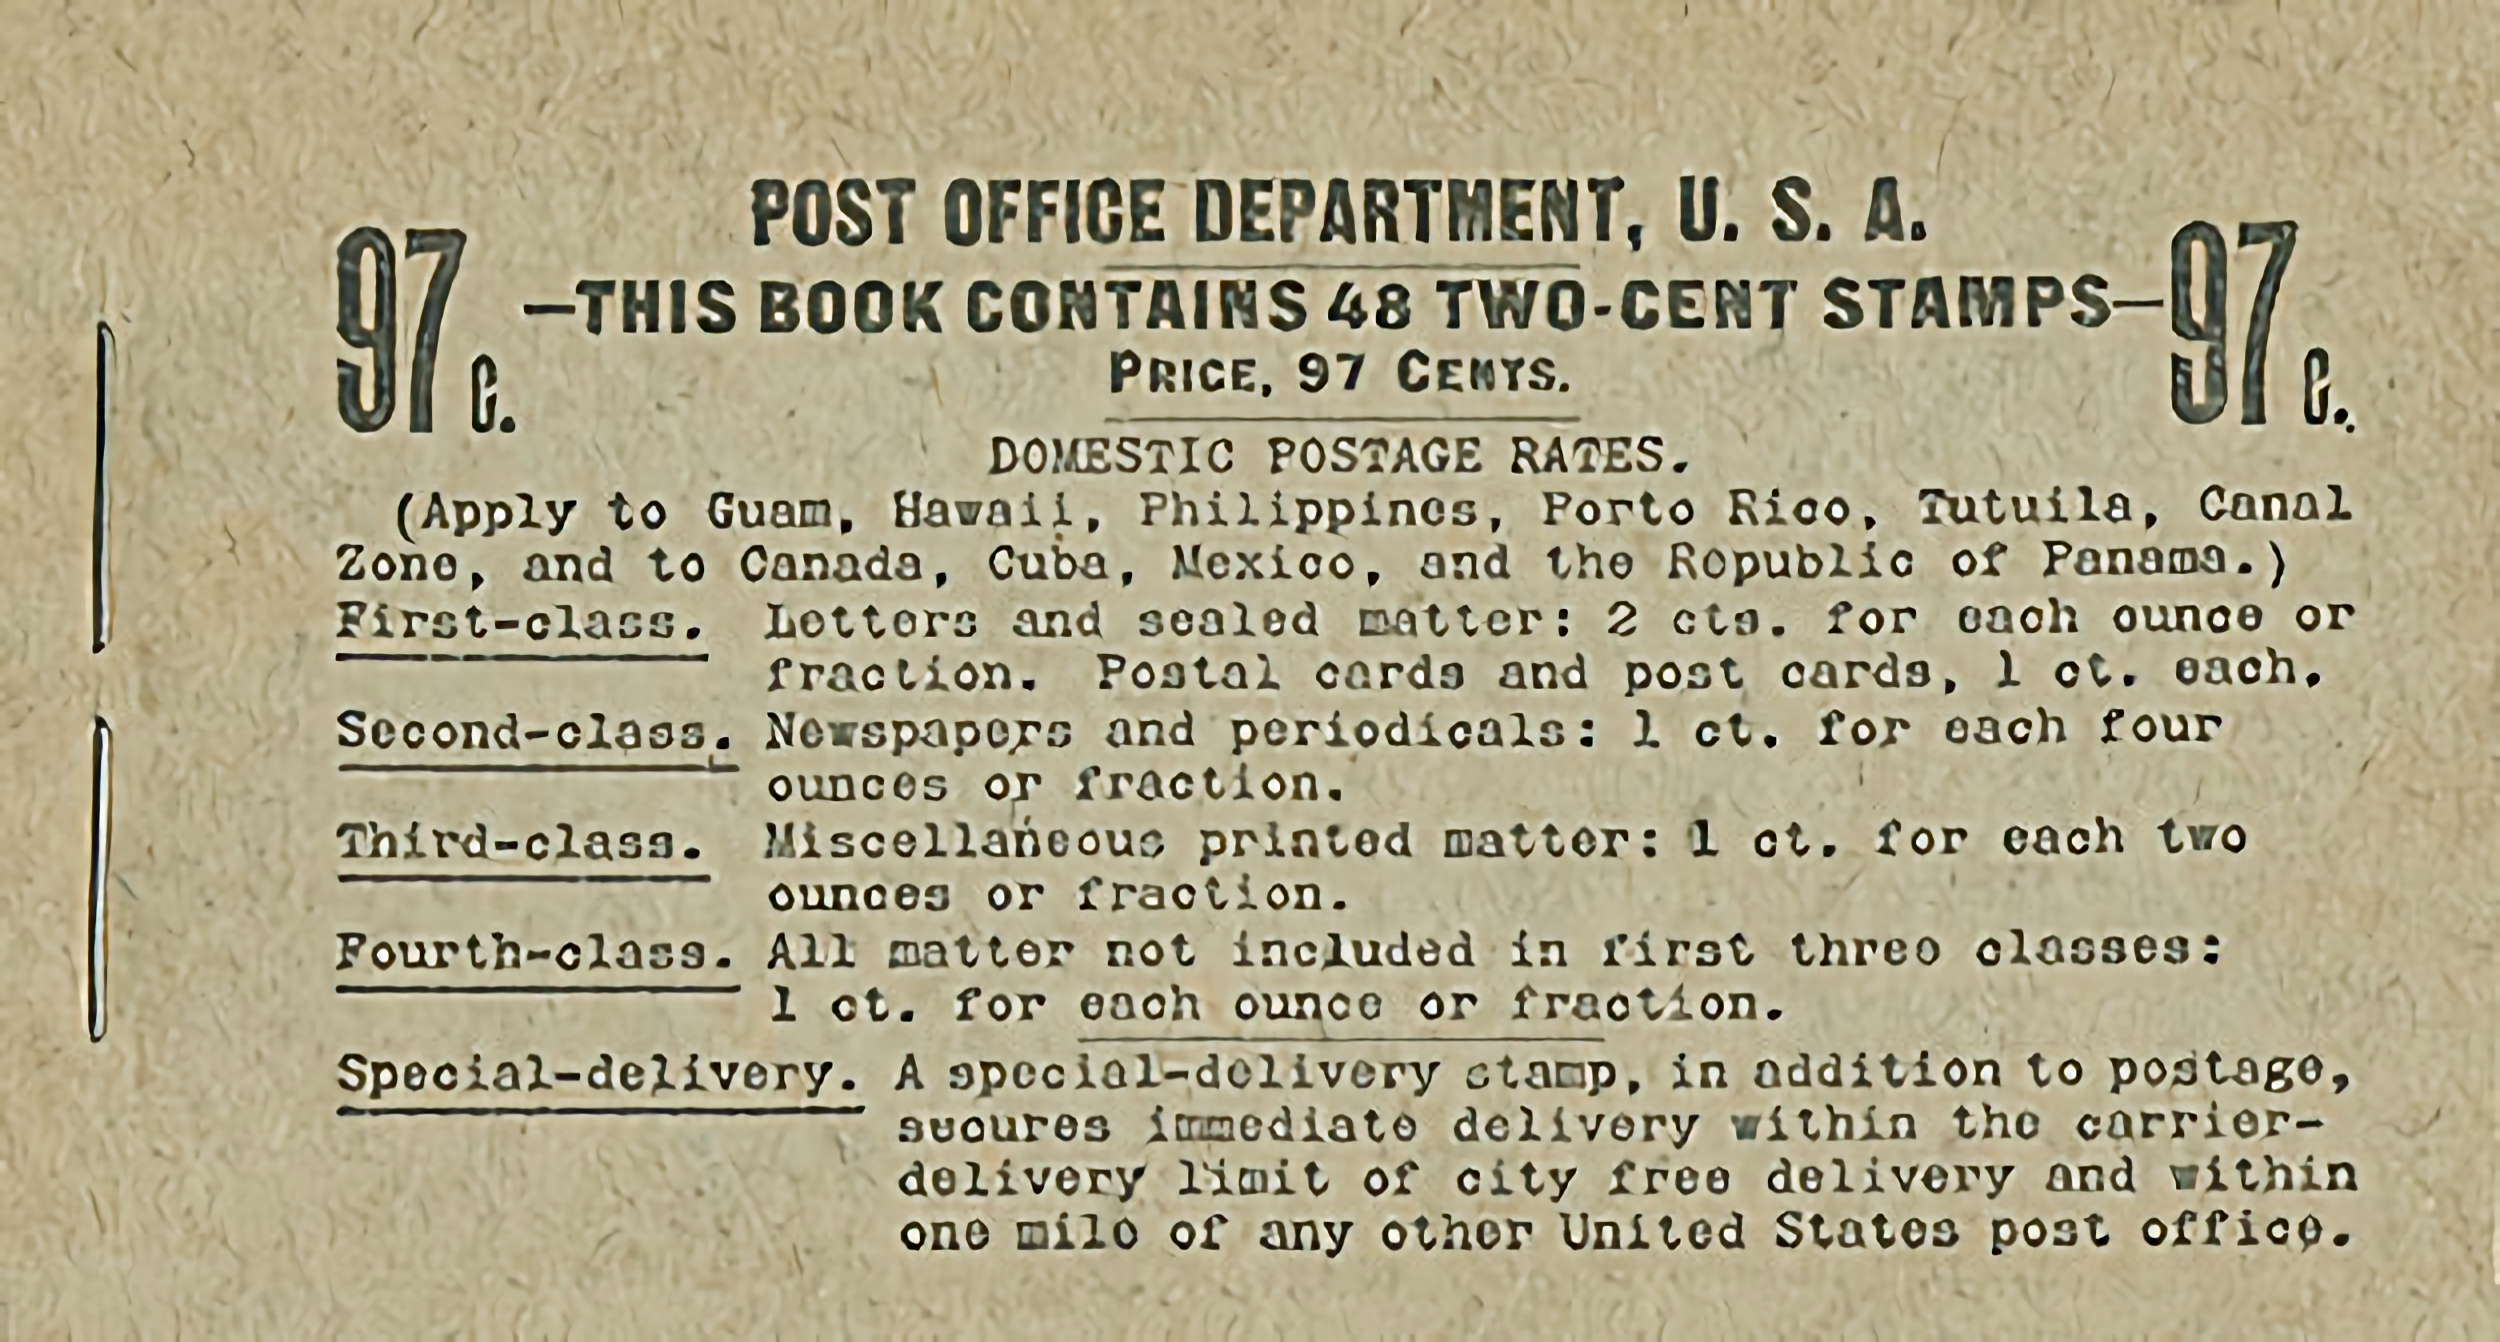 POST OFFICE DEPARTMENT, U. S. A.
97 c. —THIS BOOK CONTAINS 48 TWO-CENT STAMPS— 97 c.
PRICE, 97 CENTS.
DOMESTIC POSTAGE RATES.
(Apply to Guam, Hawaii, Philippines, Porto Rico, Tutuila, Canal
Zone, and to Canada, Cuba, Mexico, and the Republic of Panama.)
First-class. Letters and sealed matter: 2 cts. for each ounce or
fraction. Postal cards and post cards, 1 ct. each.
Second-class. Newspapers and periodicals: 1 ct. for each four
ounces or fraction.
Third-class. Miscellaneous printed matter: 1 ct. for each two
ounces or fraction.
Fourth-class. All matter not included in first three classes:
1 ct. for each ounce or fraction.
Special-delivery. A special-delivery stamp, in addition to postage,
secures immediate delivery within the carrier-
delivery limit of city free delivery and within
one mile of any other United States post office.